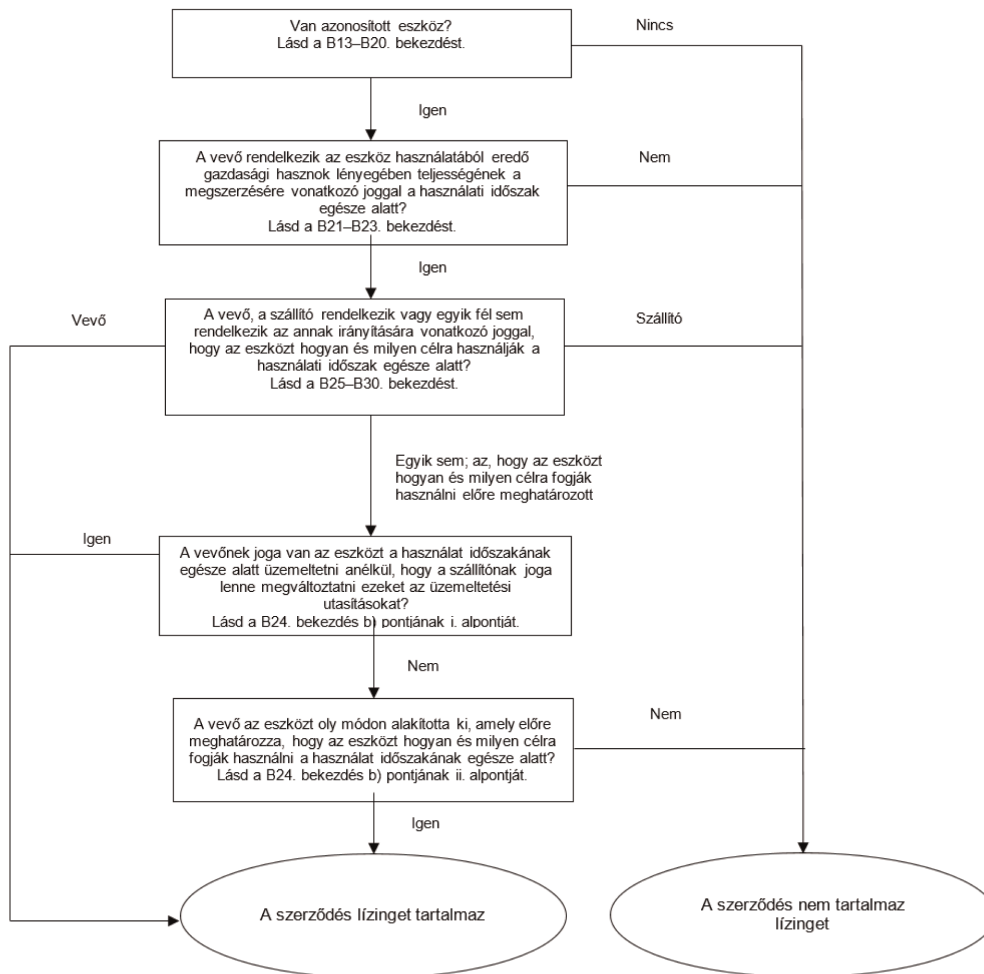 Van azonosított eszköz?
Lásd a B13–B20. bekezdést.
Nincs
Igen
A vevő rendelkezik az eszköz használatából eredő
gazdasági hasznok lényegében teljességének a
megszerzésére vonatkozó joggal a használati időszak
egésze alatt?
Lásd a B21–B23. bekezdést.
Nem
Igen
Vevő
A vevő, a szállító rendelkezik vagy egyik fél sem
rendelkezik az annak irányítására vonatkozó joggal,
hogy az eszközt hogyan és milyen célra használják a
használati időszak egésze alatt?
Lásd a B25–B30. bekezdést.
Szállító
Egyik sem; az, hogy az eszközt
hogyan és milyen célra fogják
használni előre meghatározott
Igen
A vevőnek joga van az eszközt a használat időszakának
egésze alatt üzemeltetni anélkül, hogy a szállítónak joga
lenne megváltoztatni ezeket az üzemeltetési
utasításokat?
Lásd a B24. bekezdés b) pontjának i. alpontját.
Nem
A vevő az eszközt oly módon alakította ki, amely előre
meghatározza, hogy az eszközt hogyan és milyen célra
fogják használni a használat időszakának egésze alatt?
Lásd a B24. bekezdés b) pontjának ii. alpontját.
Nem
Igen
A szerződés lízinget tartalmaz
A szerződés nem tartalmaz
lízinget